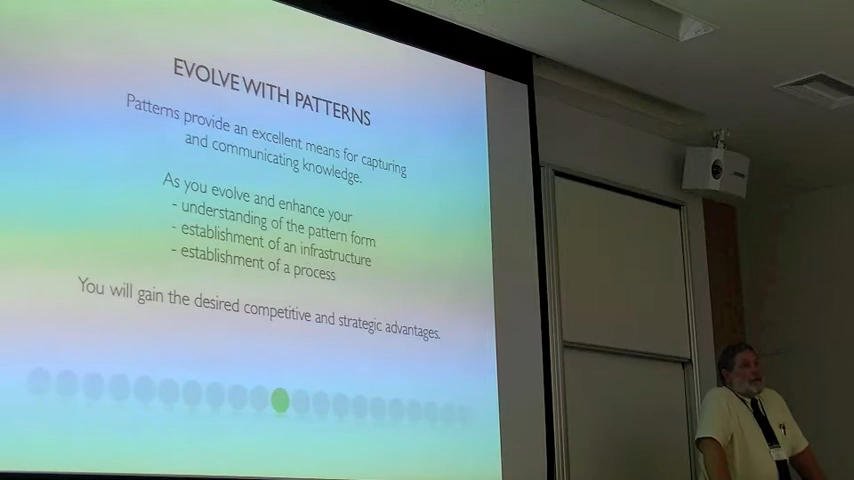 EVOLVE WITH PATTERNS
Patterns provide an excellent means for capturing
and communicating knowledge.
As you evolve and enhance your
- understanding of the pattern form
- establishment of an infrastructure
- establishment of a process
You will gain the desired competitive and strategic advantages.